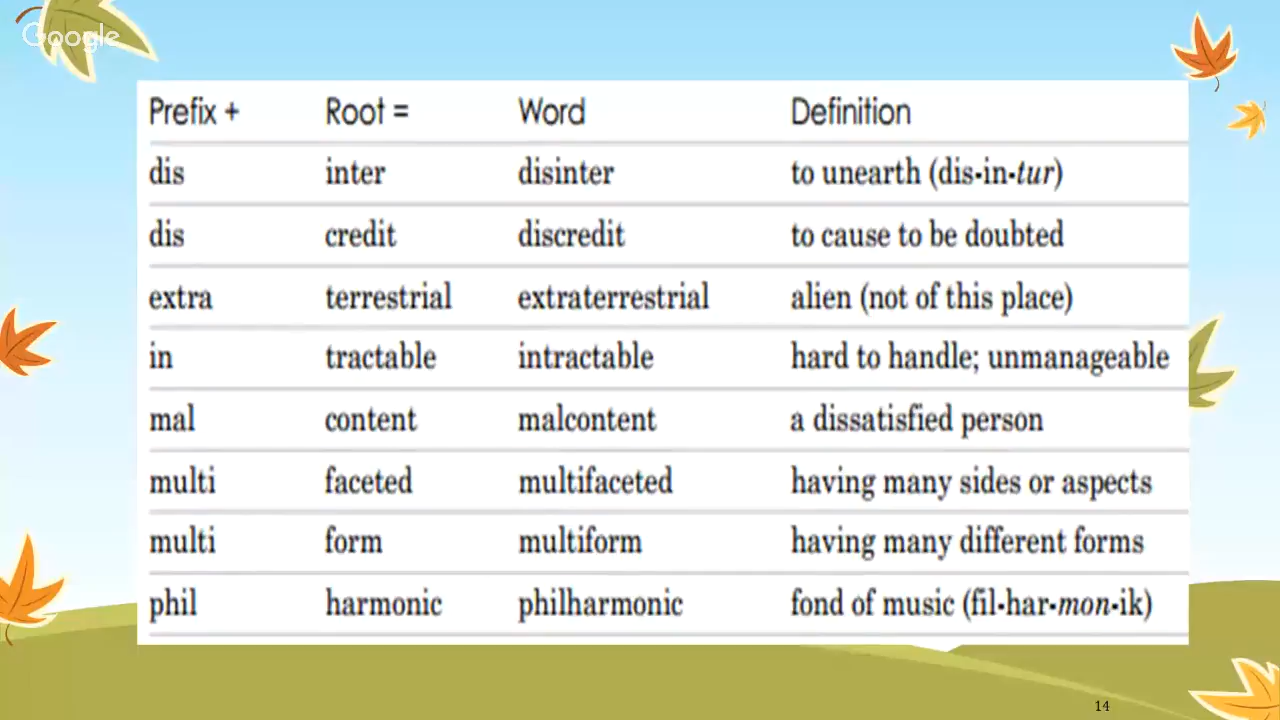 Google
Prefix + Root = Word Definition
dis inter disinter to unearth (dis-in-tur)
dis credit discredit to cause to be doubted
extra terrestrial extraterrestrial alien (not of this place)
in tractable intractable hard to handle; unmanageable
mal content malcontent a dissatisfied person
multi faceted multifaceted having many sides or aspects
multi form multiform having many different forms
phil harmonic philharmonic fond of music (fil-har-mon-ik)
14